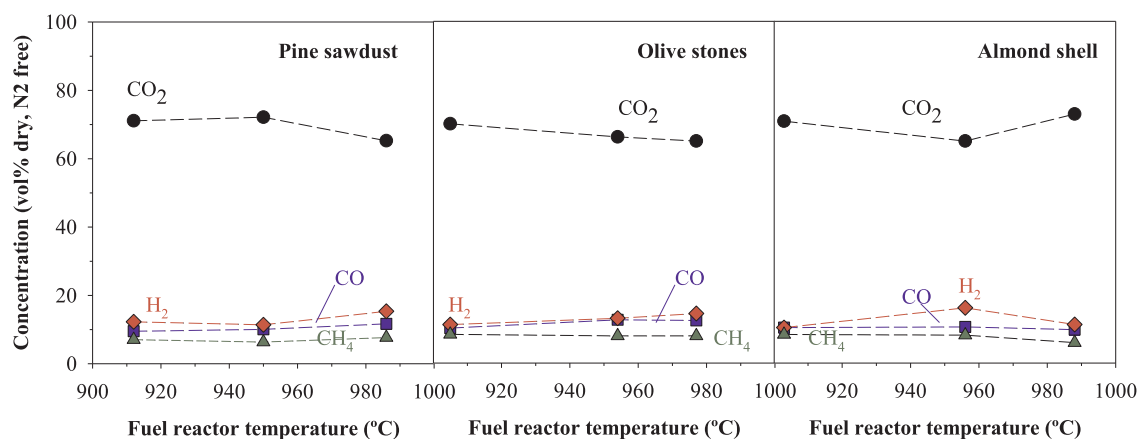 Concentration (vol% dry, N2 free)
100
80
60
40
20
0
Pine sawdust
CO2
H2
CO
CH4
900 920 940 960 980
Fuel reactor temperature (ºC)
Olive stones
CO2
H2
CO
CH4
1000 920 940 960 980
Fuel reactor temperature (ºC)
Almond shell
CO2
H2
CO
CH4
1000 920 940 960 980 1000
Fuel reactor temperature (ºC)